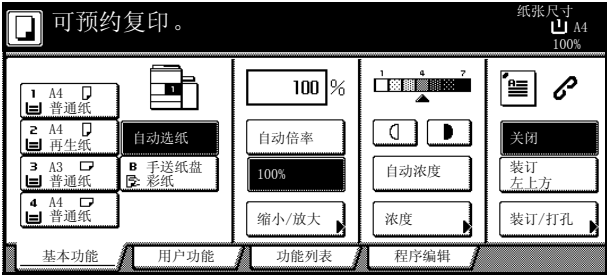 可预约复印。
纸张尺寸
A4
100%
1 A4
普通纸
2 A4
再生纸
3 A3
普通纸
4 A4
普通纸
1
自动选纸
B 手送纸盘
彩纸
100 %
自动倍率
100%
缩小/放大
1 4 7
自动浓度
浓度
A
关闭
装订
左上方
装订/打孔
基本功能
用户功能
功能列表
程序编辑